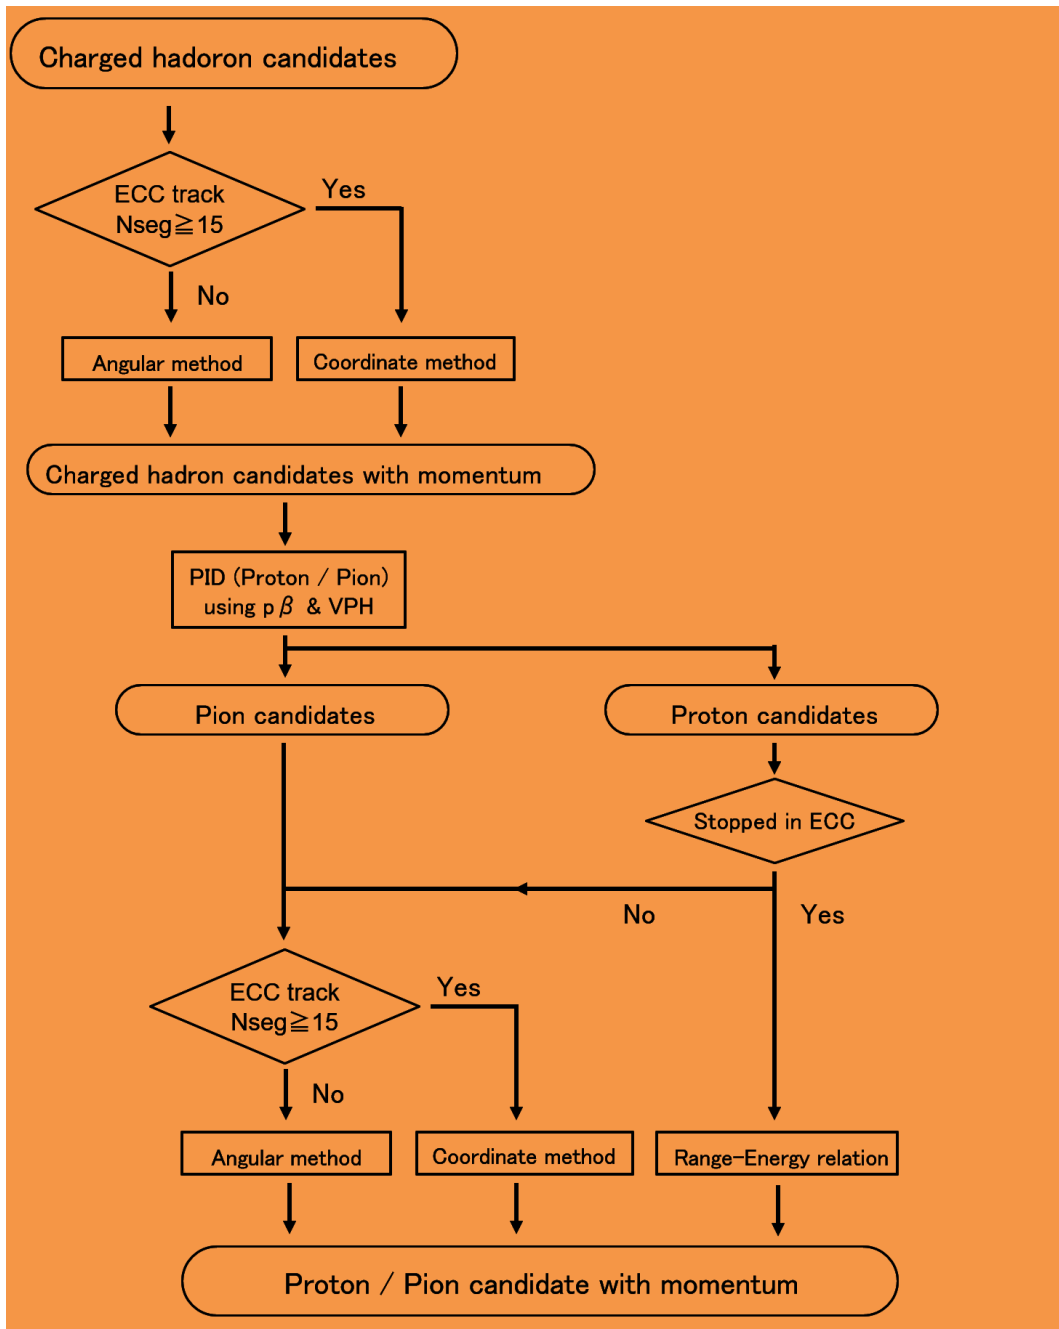 Charged hadoron candidates
ECC track
Nseg≧15
Yes
No
Angular method
Coordinate method
Charged hadron candidates with momentum
PID (Proton / Pion)
using p β & VPH
Pion candidates
Proton candidates
Stopped in ECC
No
Yes
ECC track
Nseg≧15
Yes
No
Angular method
Coordinate method
Range-Energy relation
Proton / Pion candidate with momentum